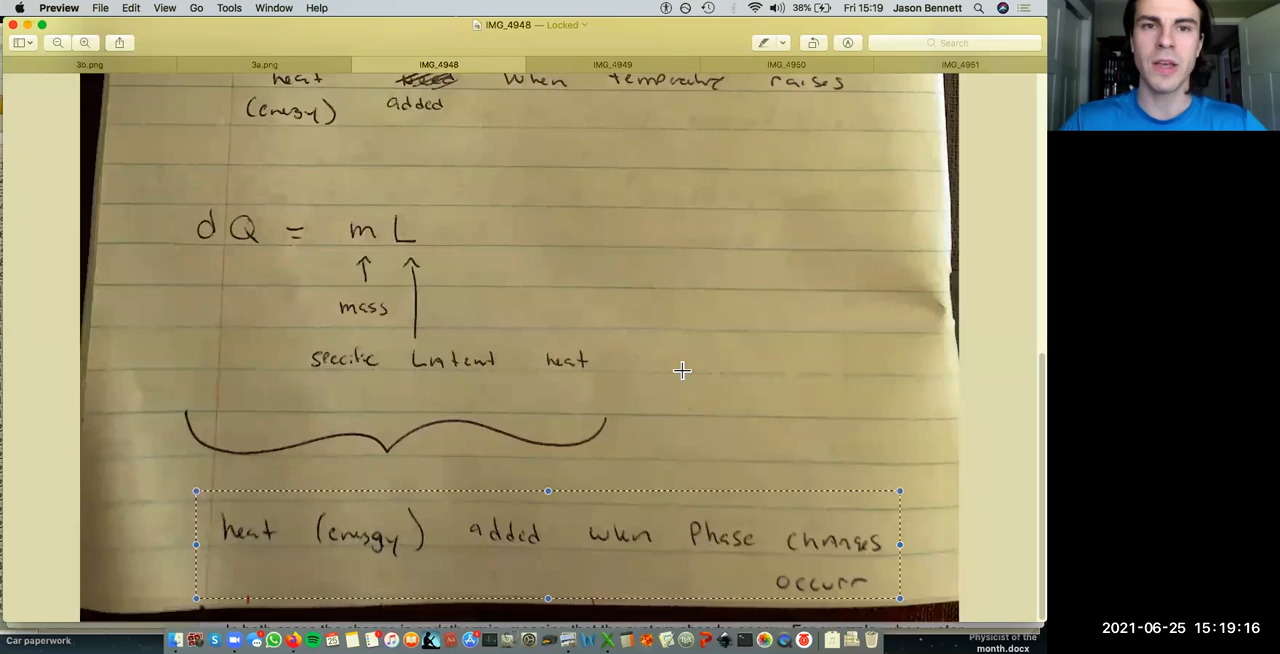 Preview File Edit View Go Tools Window Help 38% Fri 15:19 Jason Bennett
IMG_4948 — Locked
Search
3b.png 3a.png IMG_4948 IMG_4949 IMG_4950 IMG_4951
heat when temperature raises
(energy) added
dQ = mL
mass
specific Latent heat
heat (energy) added when Phase changes
occurr
2021-06-25 15:19:16
Car paperwork
Physicist of the
month.docx